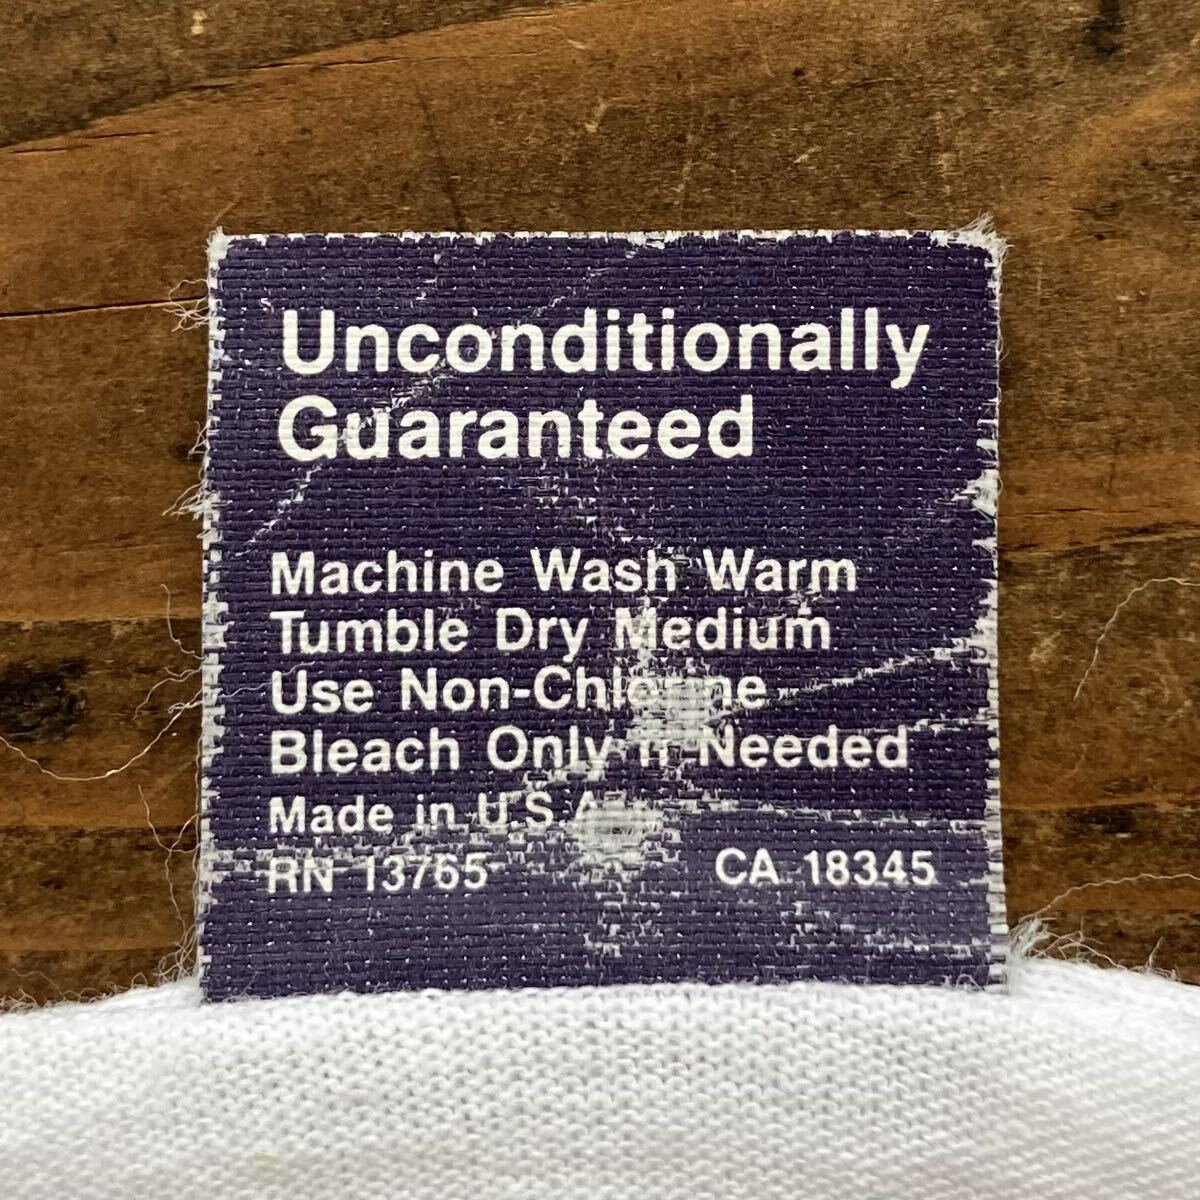 Unconditionally
Guaranteed
Machine Wash Warm
Tumble Dry Medium
Use Non-Chlorine
Bleach Only If Needed
Made in U.S.A.
RN 13765 CA 18345